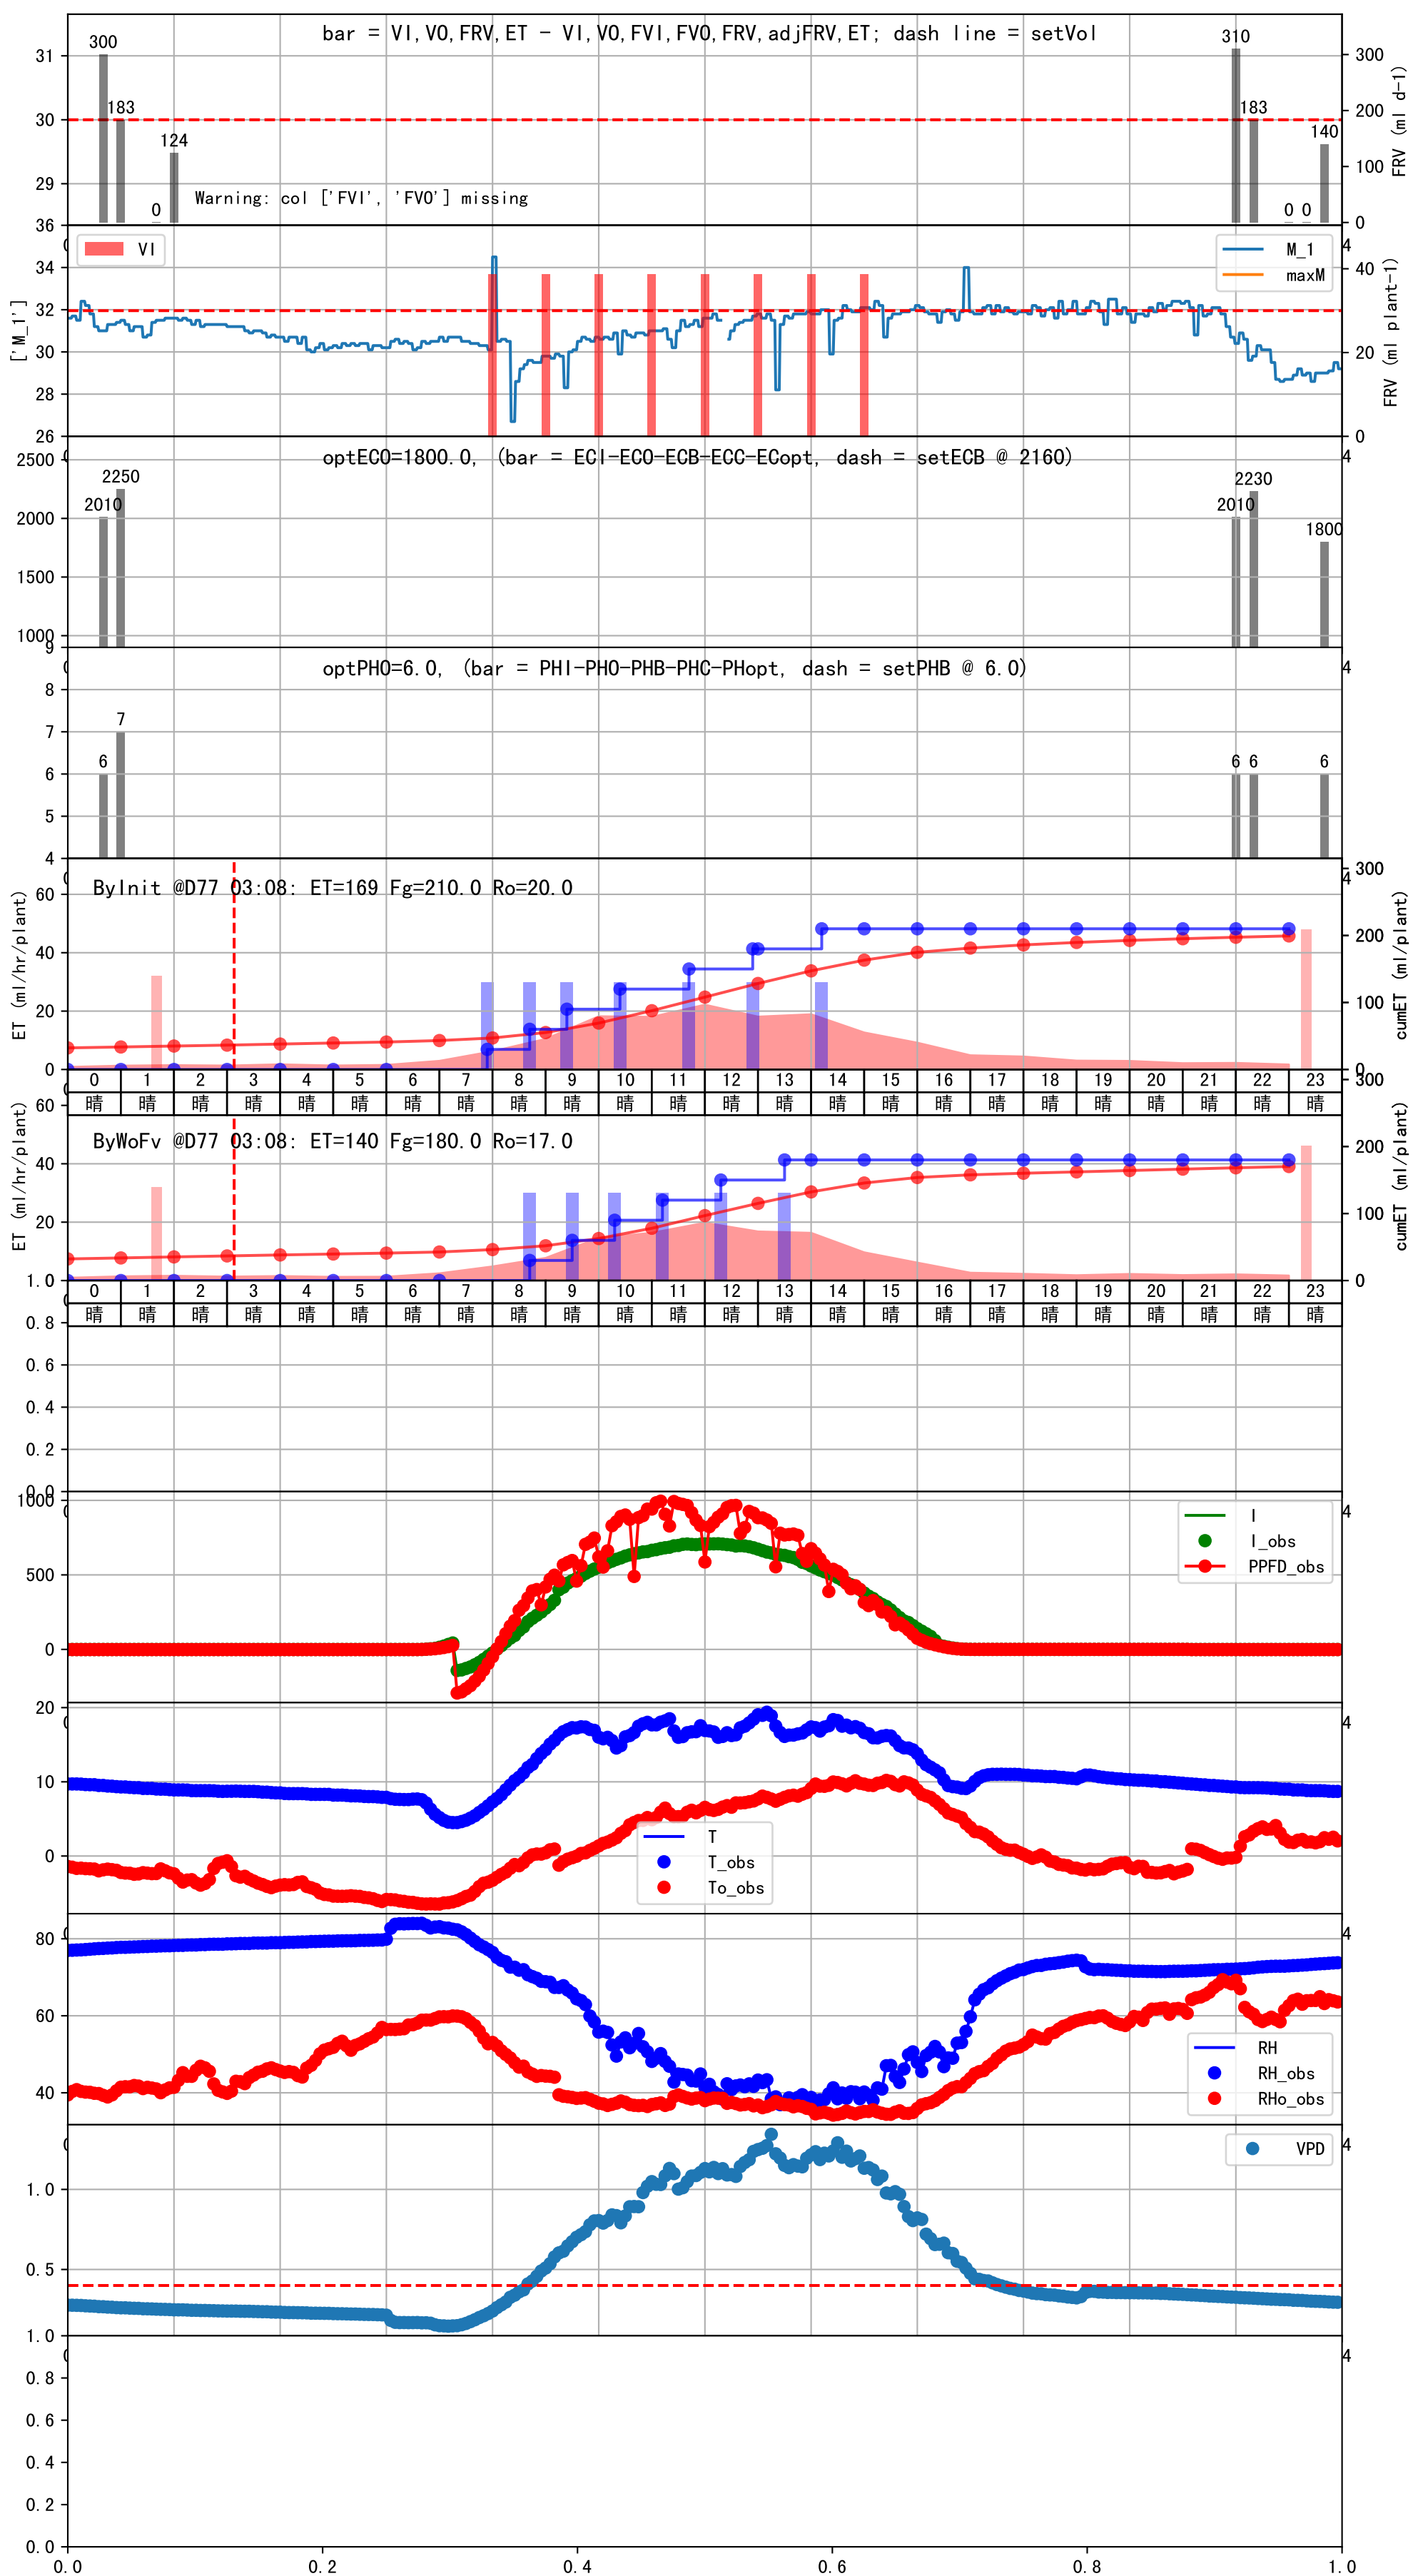 bar = VI,VO,FRV,ET - VI,VO,FVI,FVO,FRV,adjFRV,ET; dash line = setVol
300
183
0
124
310
183
0 0
140
Warning: col ['FVI', 'FVO'] missing
31
30
29
300
200
100
0
FRV (ml d-1)
VI
M_1
maxM
['M_1']
36
34
32
30
28
26
4
40
20
0
FRV (ml plant-1)
optECO=1800.0, (bar = ECI-ECO-ECB-ECC-ECopt, dash = setECB @ 2160)
2500
2000
1500
1000
2010
2250
2010
2230
1800
4
optPHO=6.0, (bar = PHI-PHO-PHB-PHC-PHopt, dash = setPHB @ 6.0)
9
8
7
6
5
4
6
7
6 6
6
4
ByInit @D77 03:08: ET=169 Fg=210.0 Ro=20.0
ET (ml/hr/plant)
60
40
20
0
300
4
200
100
0
cumET (ml/plant)
0 1 2 3 4 5 6 7 8 9 10 11 12 13 14 15 16 17 18 19 20 21 22 23
晴 晴 晴 晴 晴 晴 晴 晴 晴 晴 晴 晴 晴 晴 晴 晴 晴 晴 晴 晴 晴 晴 晴 晴
ByWoFv @D77 03:08: ET=140 Fg=180.0 Ro=17.0
ET (ml/hr/plant)
60
40
20
300
200
100
0
cumET (ml/plant)
0 1 2 3 4 5 6 7 8 9 10 11 12 13 14 15 16 17 18 19 20 21 22 23
晴 晴 晴 晴 晴 晴 晴 晴 晴 晴 晴 晴 晴 晴 晴 晴 晴 晴 晴 晴 晴 晴 晴 晴
1.0
0.8
0.6
0.4
0.2
0.0
1000
500
0
4
I
I_obs
PPFD_obs
20
10
0
4
T
T_obs
To_obs
80
60
40
4
RH
RH_obs
RHo_obs
1.0
0.5
4
VPD
1.0
0.8
0.6
0.4
0.2
0.0
4
0.0 0.2 0.4 0.6 0.8 1.0